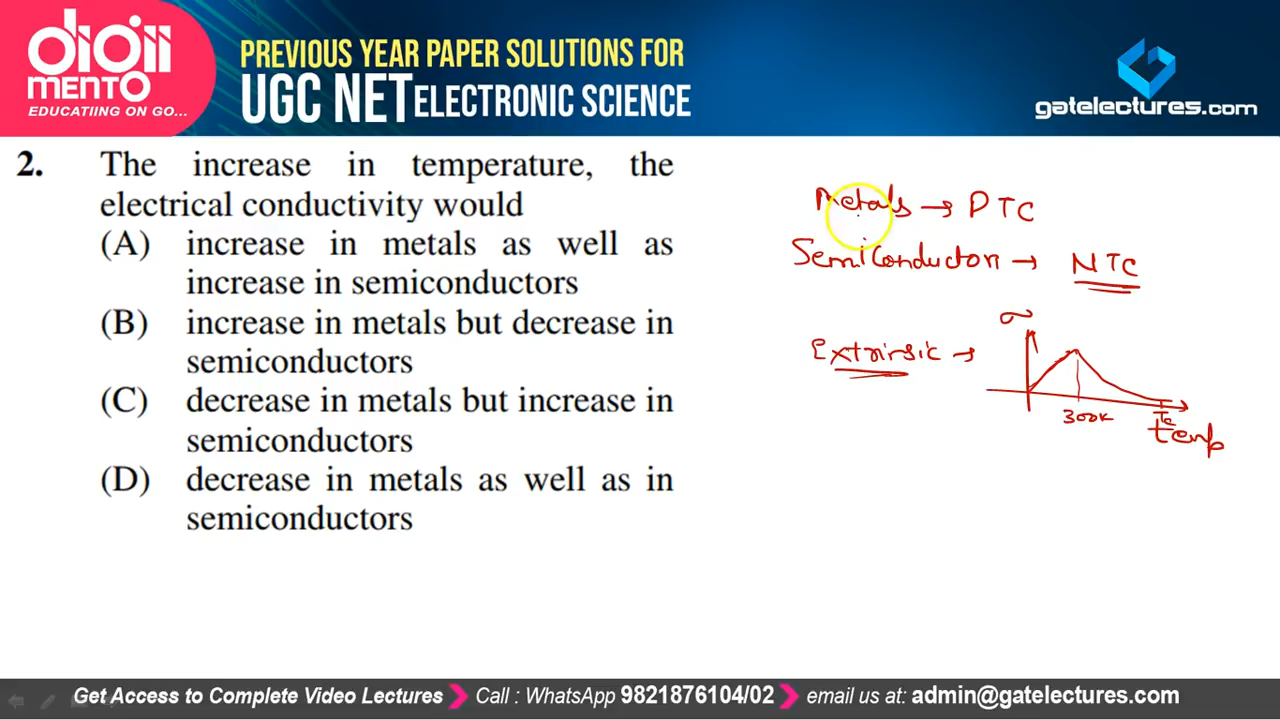 dioii
MENTO
EDUCATIING ON GO...
PREVIOUS YEAR PAPER SOLUTIONS FOR
UGC NET ELECTRONIC SCIENCE
gatelectures.com
2. The increase in temperature, the
electrical conductivity would
(A) increase in metals as well as
increase in semiconductors
(B) increase in metals but decrease in
semiconductors
(C) decrease in metals but increase in
semiconductors
(D) decrease in metals as well as in
semiconductors
Metals → PTC
Semiconductor → NTC
Extrinsic →
σ
300K
Tc
temp
Get Access to Complete Video Lectures Call : WhatsApp 9821876104/02 email us at: admin@gatelectures.com